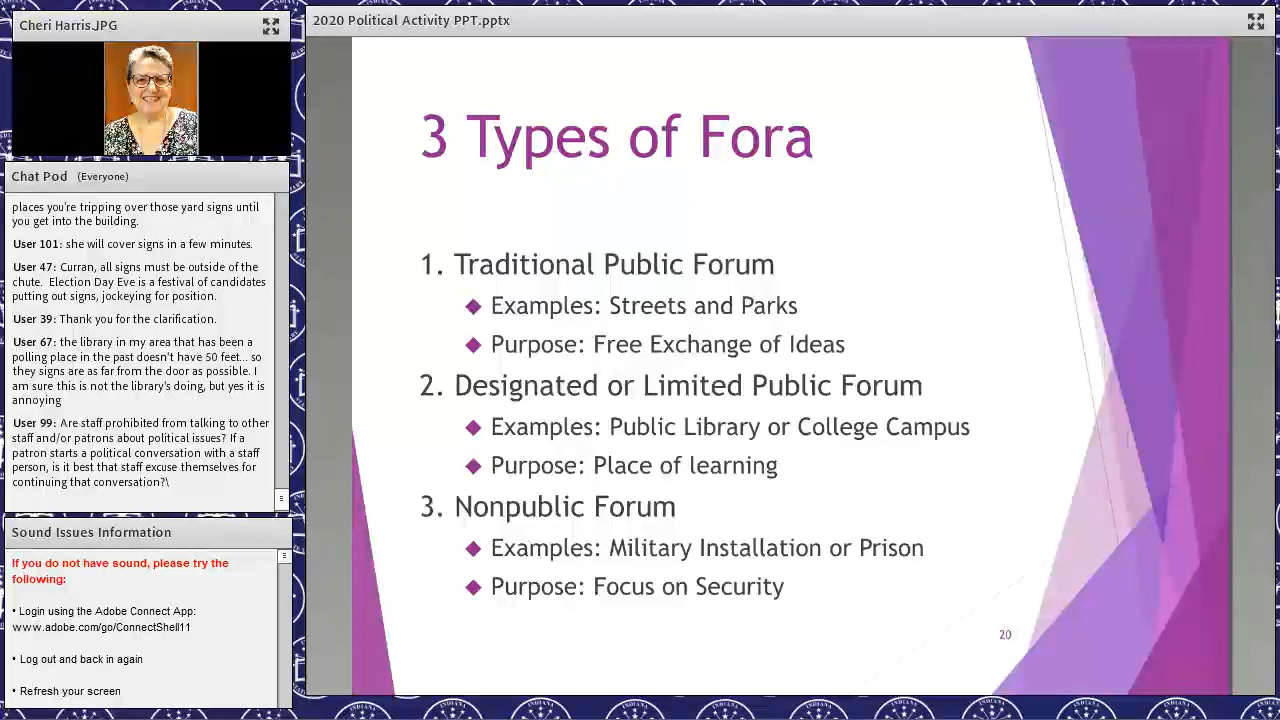 Cheri Harris.JPG
Chat Pod (Everyone)
places you're tripping over those yard signs until
you get into the building.
User 101: she will cover signs in a few minutes.
User 47: Curran, all signs must be outside of the
chute. Election Day Eve is a festival of candidates
putting out signs, jockeying for position.
User 39: Thank you for the clarification.
User 67: the library in my area that has been a
polling place in the past doesn't have 50 feet... so
they signs are as far from the door as possible. I
am sure this is not the library's doing, but yes it is
annoying
User 99: Are staff prohibited from talking to other
staff and/or patrons about political issues? If a
patron starts a political conversation with a staff
person, is it best that staff excuse themselves for
continuing that conversation?\
Sound Issues Information
If you do not have sound, please try the
following:
• Login using the Adobe Connect App:
www.adobe.com/go/ConnectShell11
• Log out and back in again
• Refresh your screen
2020 Political Activity PPT.pptx
3 Types of Fora
1. Traditional Public Forum
Examples: Streets and Parks
Purpose: Free Exchange of Ideas
2. Designated or Limited Public Forum
Examples: Public Library or College Campus
Purpose: Place of learning
3. Nonpublic Forum
Examples: Military Installation or Prison
Purpose: Focus on Security
20